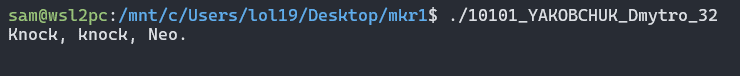 sam@wsl2pc:/mnt/c/Users/lol19/Desktop/mkr1$ ./10101_YAKOBCHUK_Dmytro_32
Knock, knock, Neo.